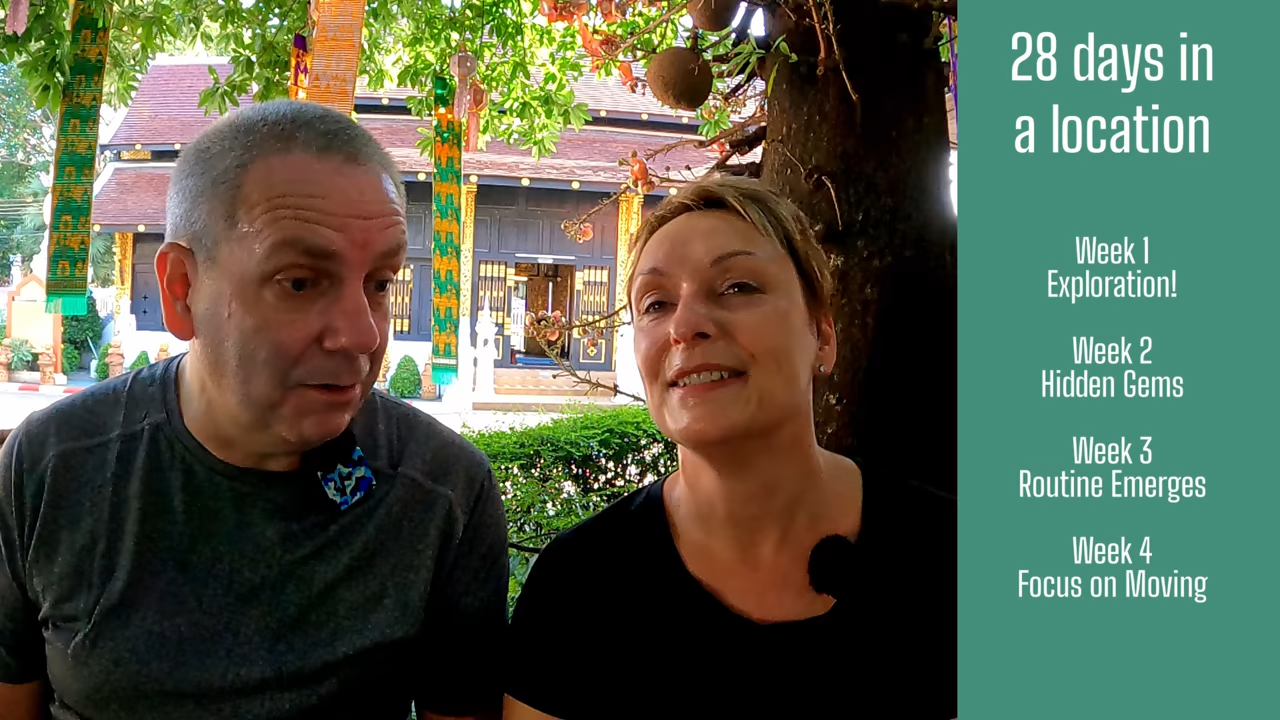 28 days in
a location
Week 1
Exploration!
Week 2
Hidden Gems
Week 3
Routine Emerges
Week 4
Focus on Moving